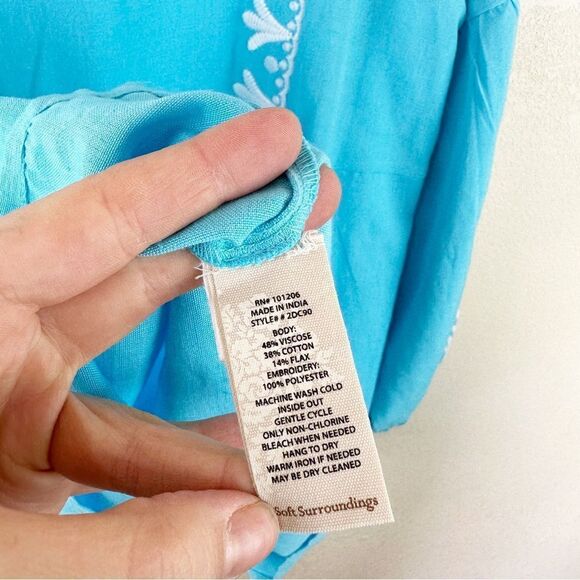 RN# 101206
MADE IN INDIA
STYLE# # 2DC90
BODY:
48% VISCOSE
38% COTTON
14% FLAX
EMBROIDERY:
100% POLYESTER
MACHINE WASH COLD
INSIDE OUT
GENTLE CYCLE
ONLY NON-CHLORINE
BLEACH WHEN NEEDED
HANG TO DRY
WARM IRON IF NEEDED
MAY BE DRY CLEANED
Soft Surroundings